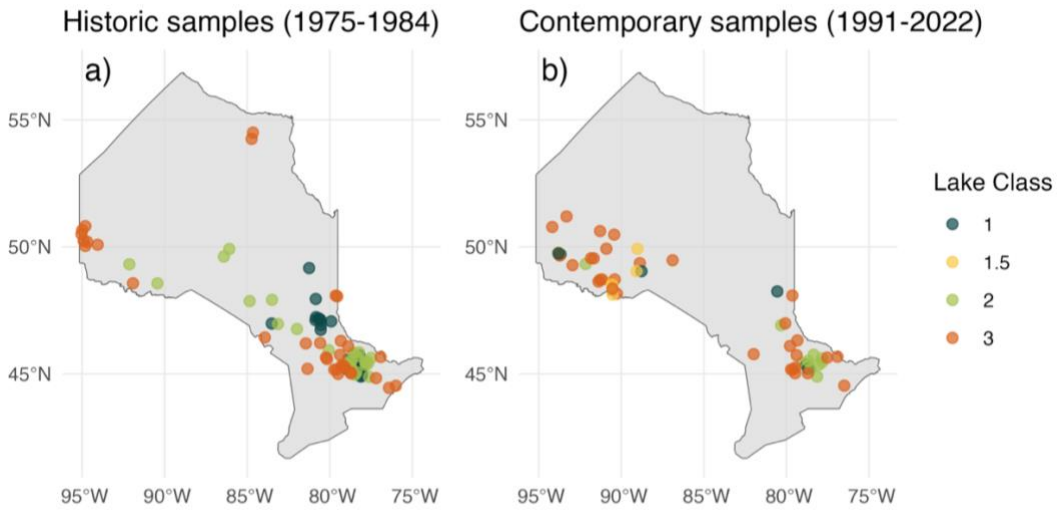 Historic samples (1975-1984)
Contemporary samples (1991-2022)
a)
b)
55°N
50°N
45°N
95°W 90°W 85°W 80°W 75°W
55°N
50°N
45°N
95°W 90°W 85°W 80°W 75°W
Lake Class
1
1.5
2
3